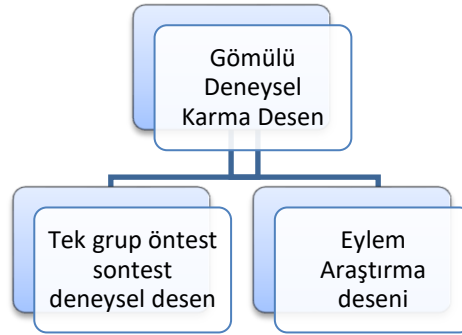 Gömülü
Deneysel
Karma Desen
Tek grup öntest
sontest
deneysel desen
Eylem
Araştırma
deseni